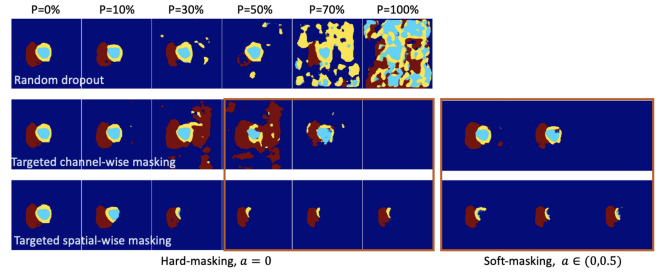 P=0% P=10% P=30% P=50% P=70% P=100%
Random dropout
Targeted channel-wise masking
Targeted spatial-wise masking
Hard-masking, a = 0
Soft-masking, a ∈ (0,0.5)